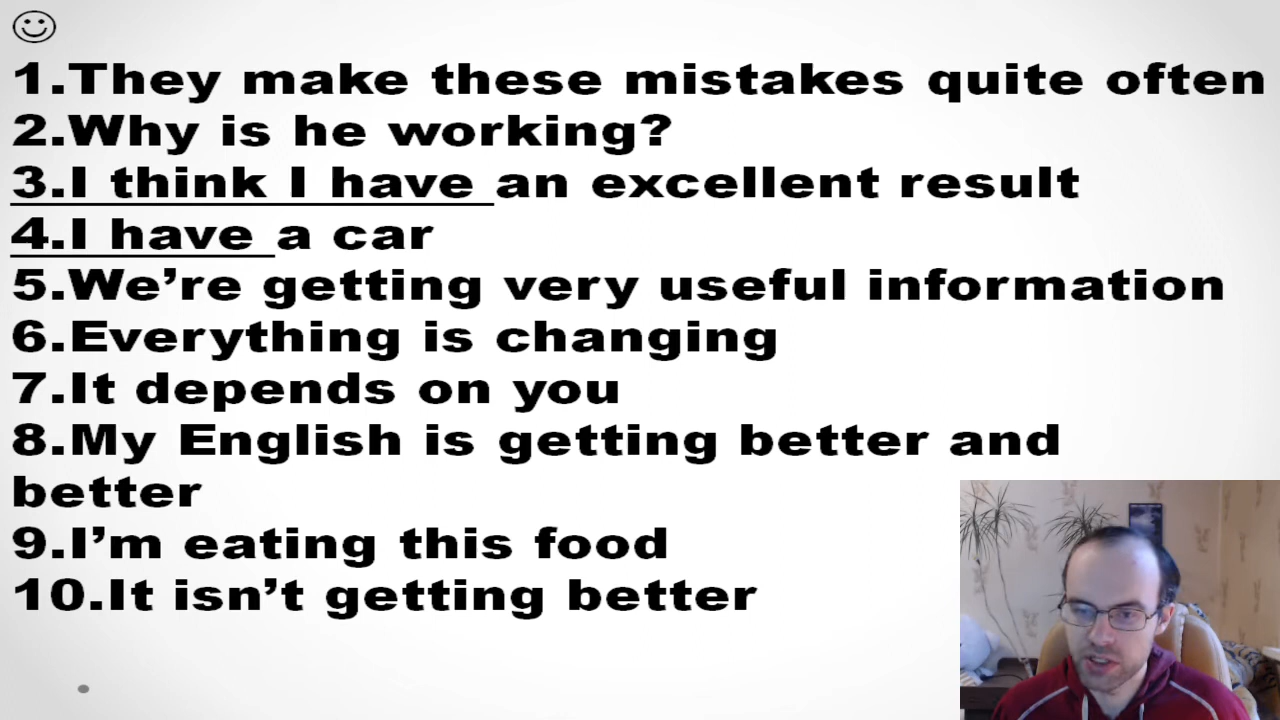 1.They make these mistakes quite often
2.Why is he working?
3.I think I have an excellent result
4.I have a car
5.We’re getting very useful information
6.Everything is changing
7.It depends on you
8.My English is getting better and
better
9.I’m eating this food
10.It isn’t getting better